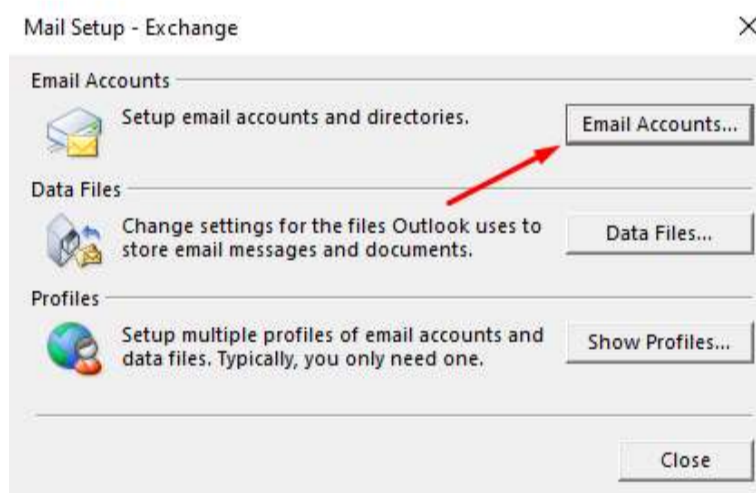 Mail Setup - Exchange
Email Accounts
Setup email accounts and directories.
Email Accounts...
Data Files
Change settings for the files Outlook uses to
store email messages and documents.
Data Files...
Profiles
Setup multiple profiles of email accounts and
data files. Typically, you only need one.
Show Profiles...
Close